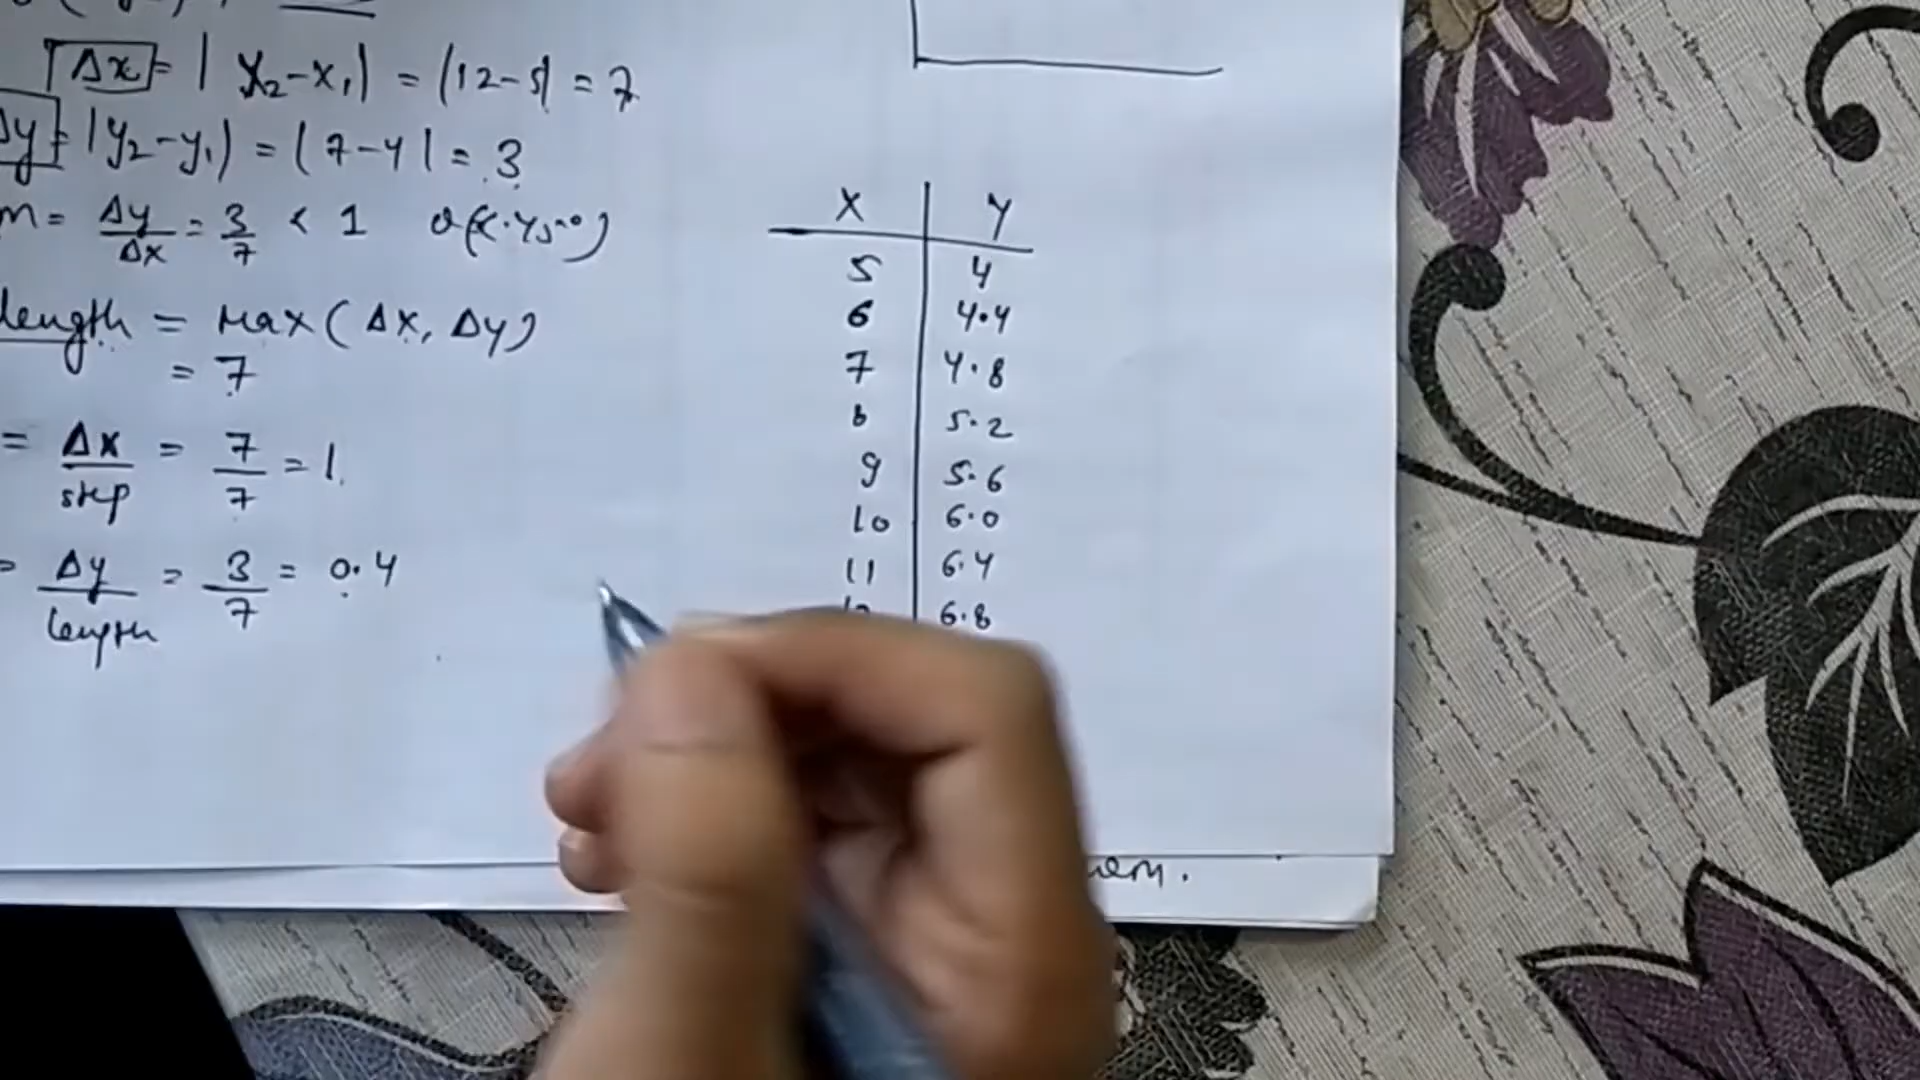 Δx = |x₂-x₁| = |12-5| = 7
Δy = |y₂-y₁| = |7-4| = 3
m = Δy/Δx = 3/7 < 1
length = Max(Δx, Δy)
= 7
= Δx/step = 7/7 = 1
= Δy/length = 3/7 = 0.4
X Y
5 4
6 4.4
7 4.8
8 5.2
9 5.6
10 6.0
11 6.4
6.8